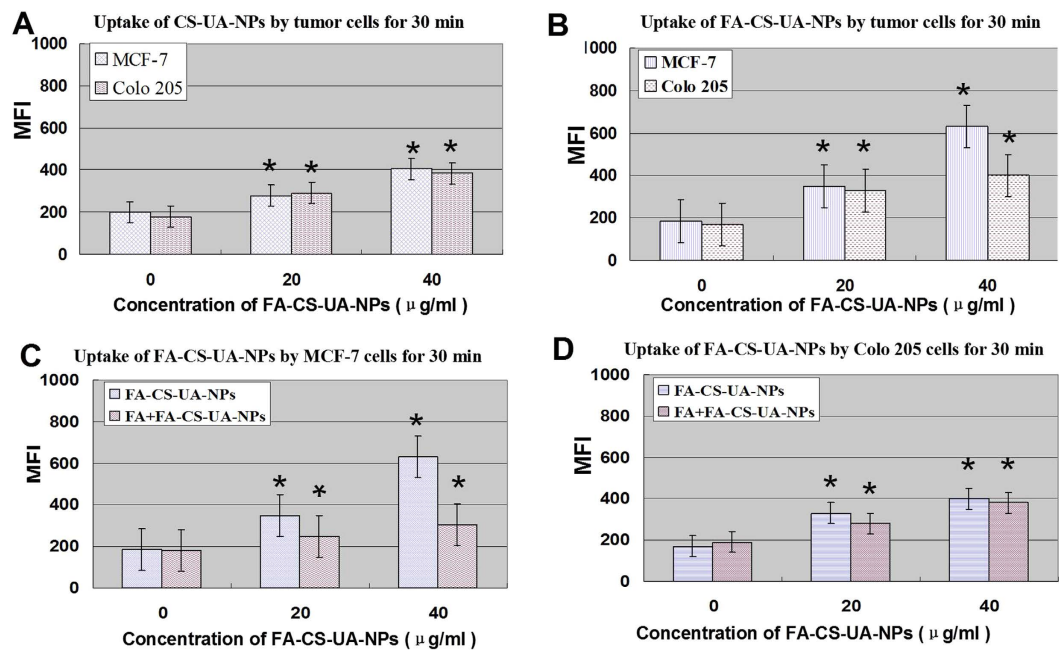 A
Uptake of CS-UA-NPs by tumor cells for 30 min
1000
800
600
400
200
0
MFI
MCF-7
Colo 205
* * * *
0 20 40
Concentration of FA-CS-UA-NPs ( μ g/ml )
B
Uptake of FA-CS-UA-NPs by tumor cells for 30 min
1000
800
600
400
200
0
MFI
MCF-7
Colo 205
* * * *
0 20 40
Concentration of FA-CS-UA-NPs ( μ g/ml )
C
Uptake of FA-CS-UA-NPs by MCF-7 cells for 30 min
1000
800
600
400
200
0
MFI
FA-CS-UA-NPs
FA+FA-CS-UA-NPs
* * * *
0 20 40
Concentration of FA-CS-UA-NPs ( μ g/ml )
D
Uptake of FA-CS-UA-NPs by Colo 205 cells for 30 min
1000
800
600
400
200
0
MFI
FA-CS-UA-NPs
FA+FA-CS-UA-NPs
* * * *
0 20 40
Concentration of FA-CS-UA-NPs ( μ g/ml )